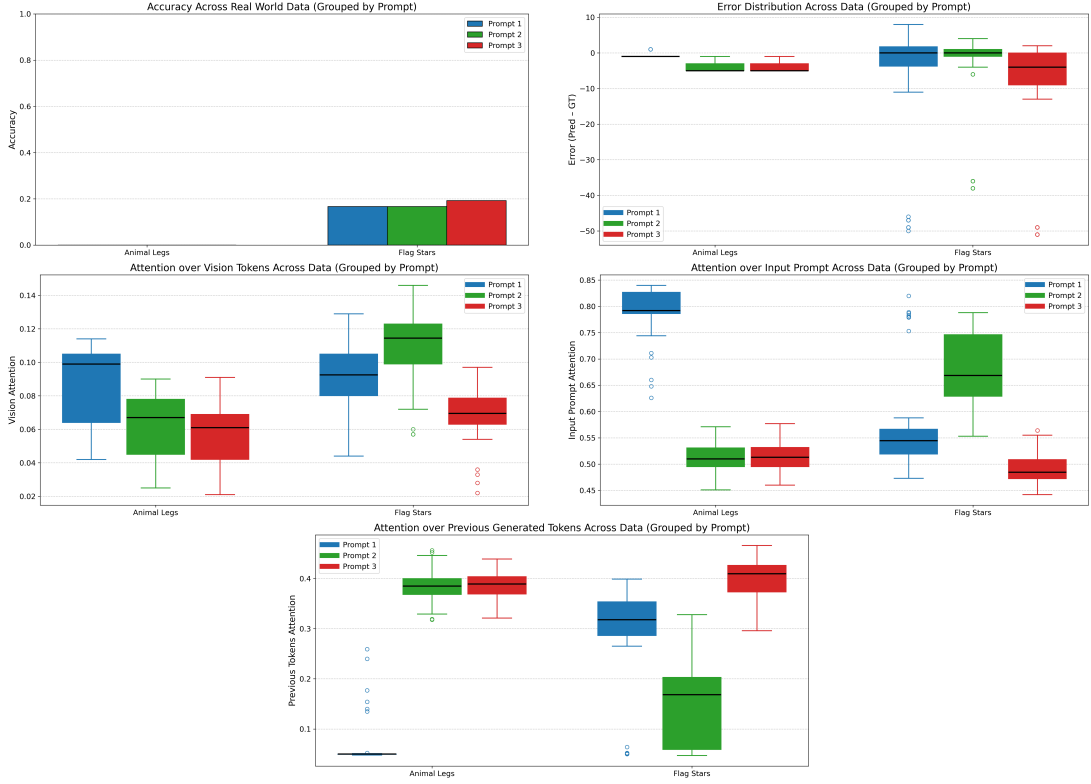 Accuracy Across Real World Data (Grouped by Prompt)
1.0
0.8
0.6
0.4
0.2
0.0
Accuracy
Prompt 1
Prompt 2
Prompt 3
Animal Legs
Flag Stars
Error Distribution Across Data (Grouped by Prompt)
10
0
−10
−20
−30
−40
−50
Error (Pred − GT)
Prompt 1
Prompt 2
Prompt 3
Animal Legs
Flag Stars
Attention over Vision Tokens Across Data (Grouped by Prompt)
0.14
0.12
0.10
0.08
0.06
0.04
0.02
Vision Attention
Prompt 1
Prompt 2
Prompt 3
Animal Legs
Flag Stars
Attention over Input Prompt Across Data (Grouped by Prompt)
0.85
0.80
0.75
0.70
0.65
0.60
0.55
0.50
0.45
Input Prompt Attention
Prompt 1
Prompt 2
Prompt 3
Animal Legs
Flag Stars
Attention over Previous Generated Tokens Across Data (Grouped by Prompt)
0.4
0.3
0.2
0.1
Previous Tokens Attention
Prompt 1
Prompt 2
Prompt 3
Animal Legs
Flag Stars